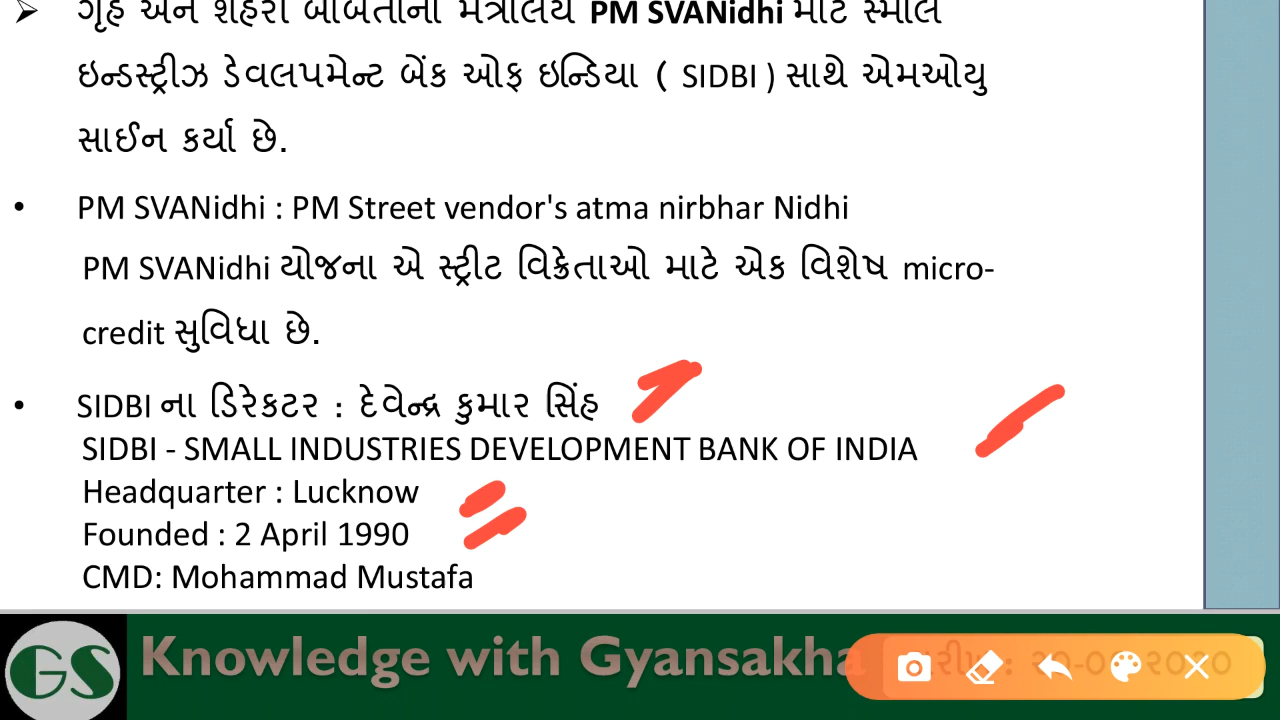 ➢ ગૃહ અને શહેરી બાબતોના મંત્રાલય PM SVANidhi માટે સ્મોલ
ઇન્ડસ્ટ્રીઝ ડેવલપમેન્ટ બેંક ઓફ ઇન્ડિયા ( SIDBI ) સાથે એમઓયુ
સાઈન કર્યા છે.
• PM SVANidhi : PM Street vendor's atma nirbhar Nidhi
PM SVANidhi યોજના એ સ્ટ્રીટ વિક્રેતાઓ માટે એક વિશેષ micro-
credit સુવિધા છે.
• SIDBI ના ડિરેકટર : દેવેન્દ્ર કુમાર સિંહ
SIDBI - SMALL INDUSTRIES DEVELOPMENT BANK OF INDIA
Headquarter : Lucknow
Founded : 2 April 1990
CMD: Mohammad Mustafa
GS Knowledge with Gyansakha